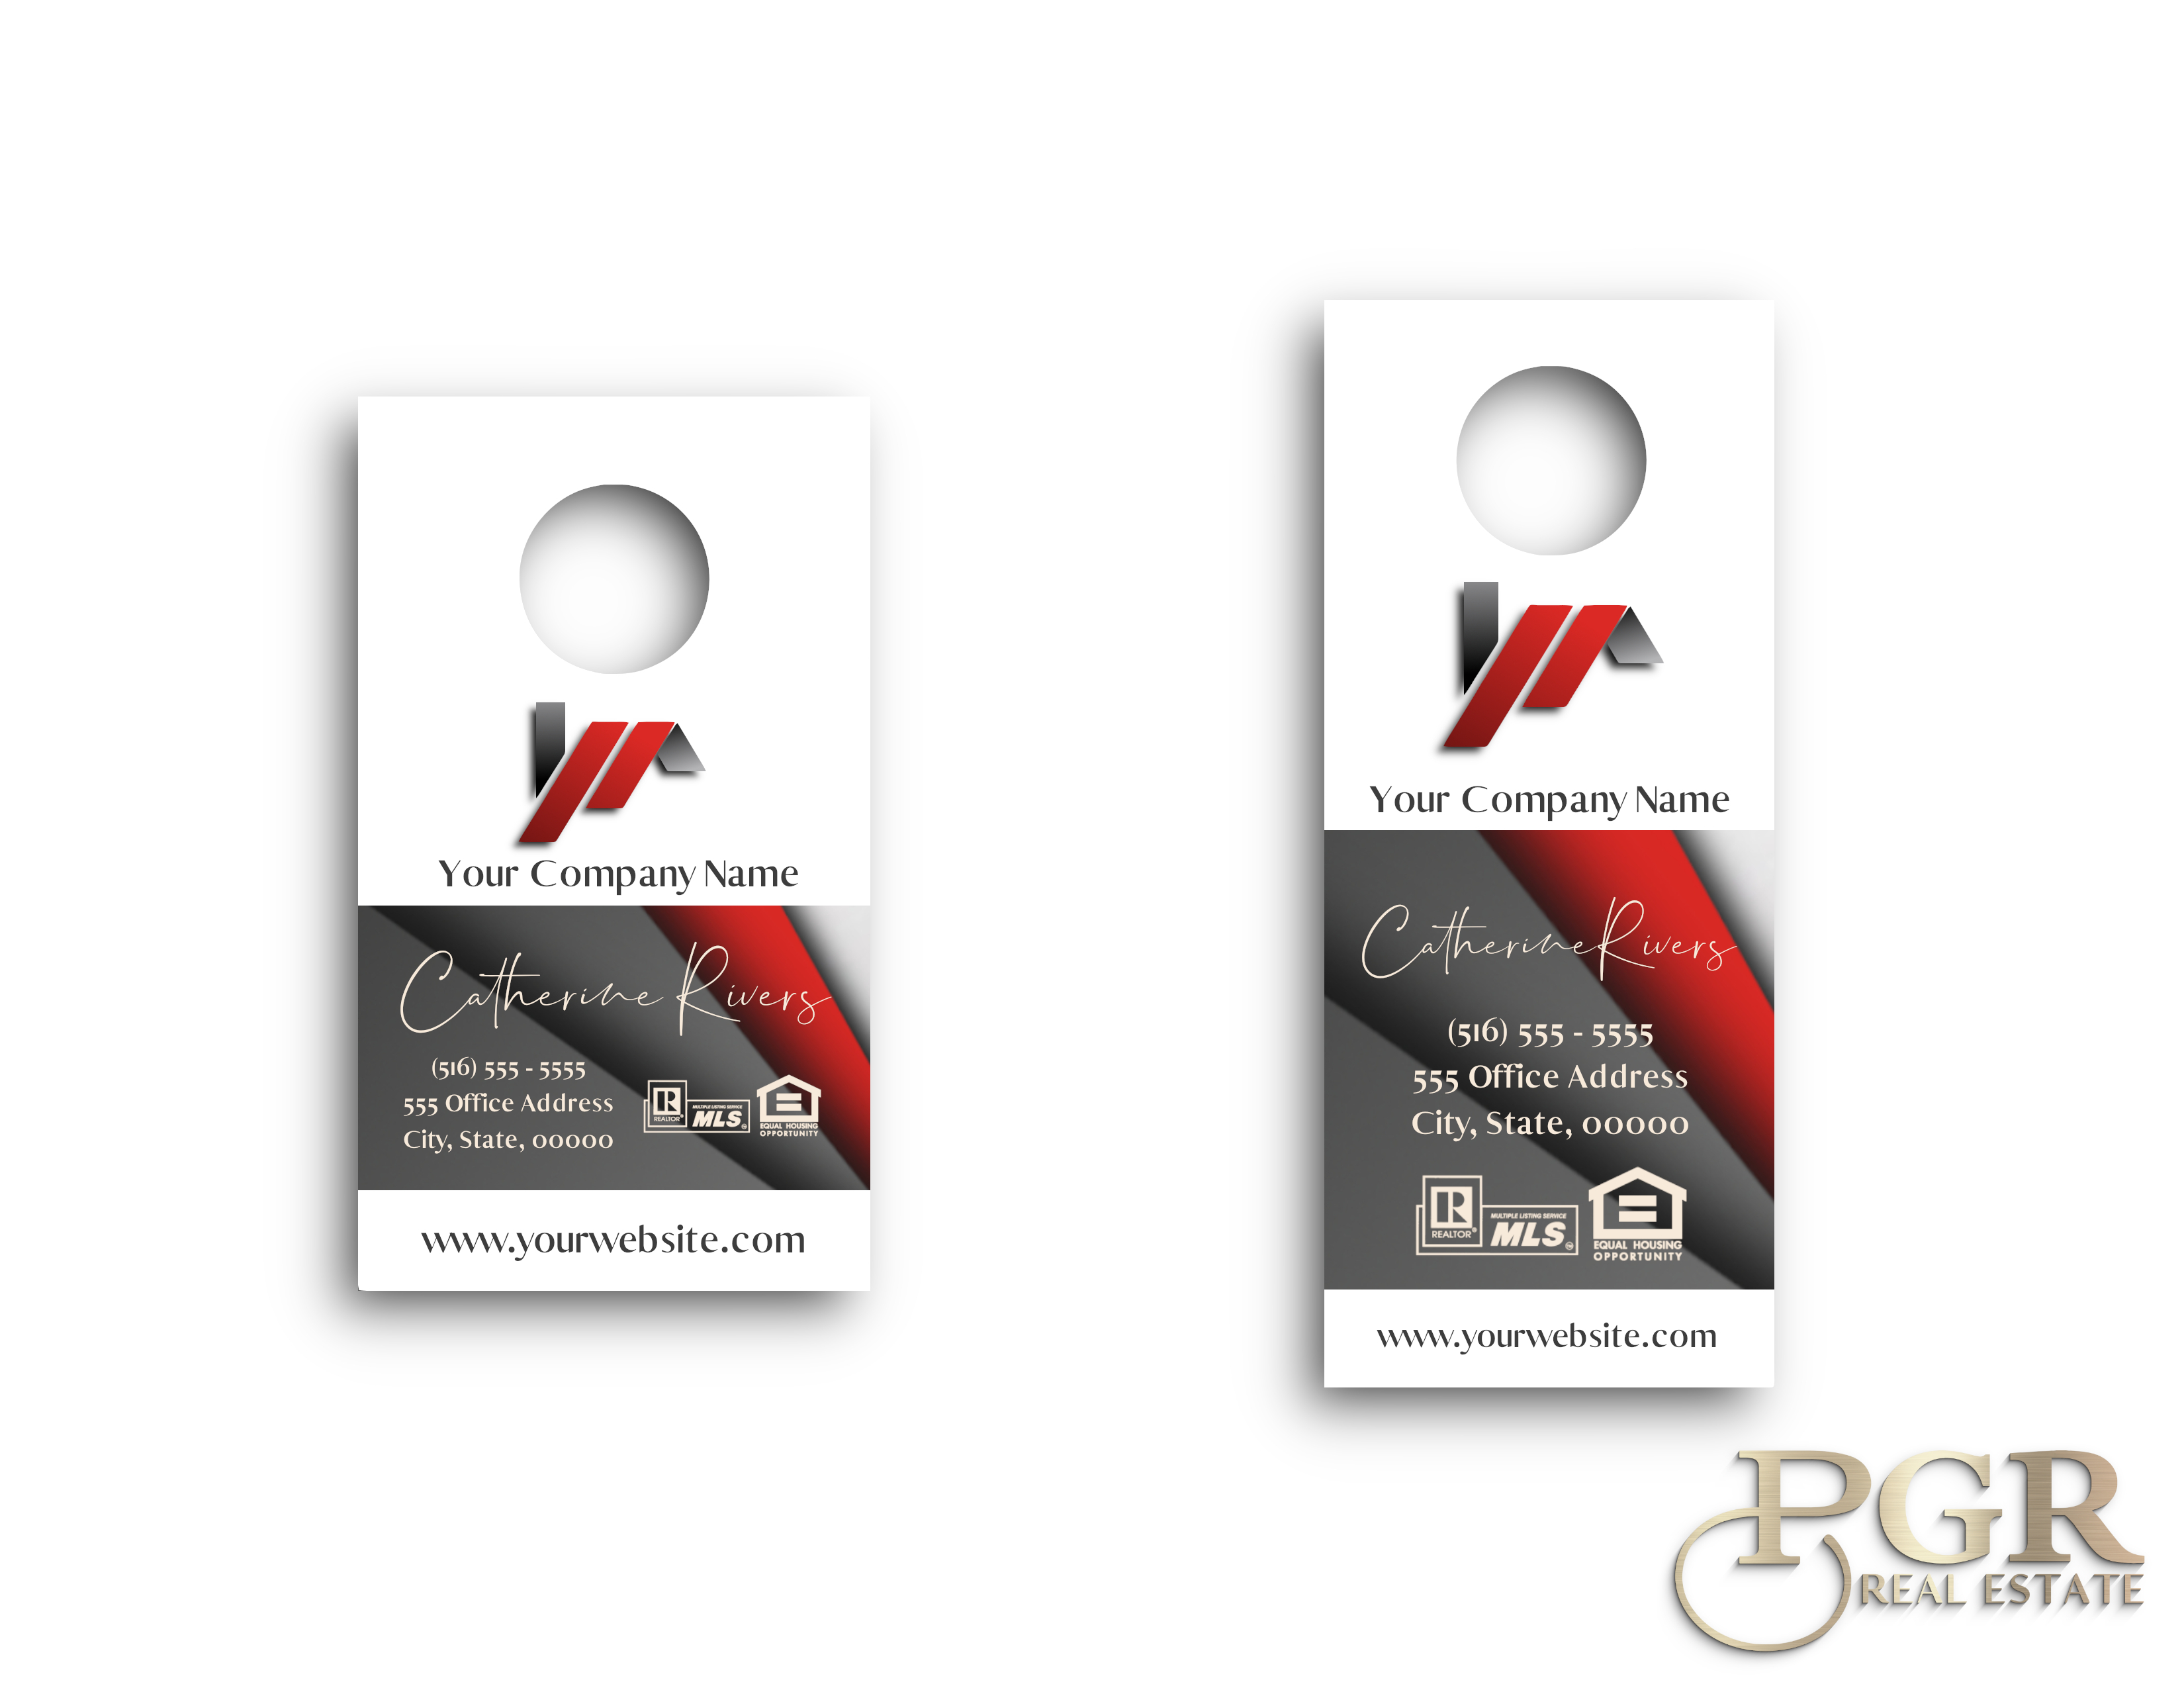 Your Company Name
Catherine Rivers
(516) 555 - 5555
555 Office Address
City, State, 00000
REALTOR®
MULTIPLE LISTING SERVICE
MLS
EQUAL HOUSING
OPPORTUNITY
www.yourwebsite.com
Your Company Name
Catherine Rivers
(516) 555 - 5555
555 Office Address
City, State, 00000
REALTOR®
MULTIPLE LISTING SERVICE
MLS
EQUAL HOUSING
OPPORTUNITY
www.yourwebsite.com
PGR
REAL ESTATE